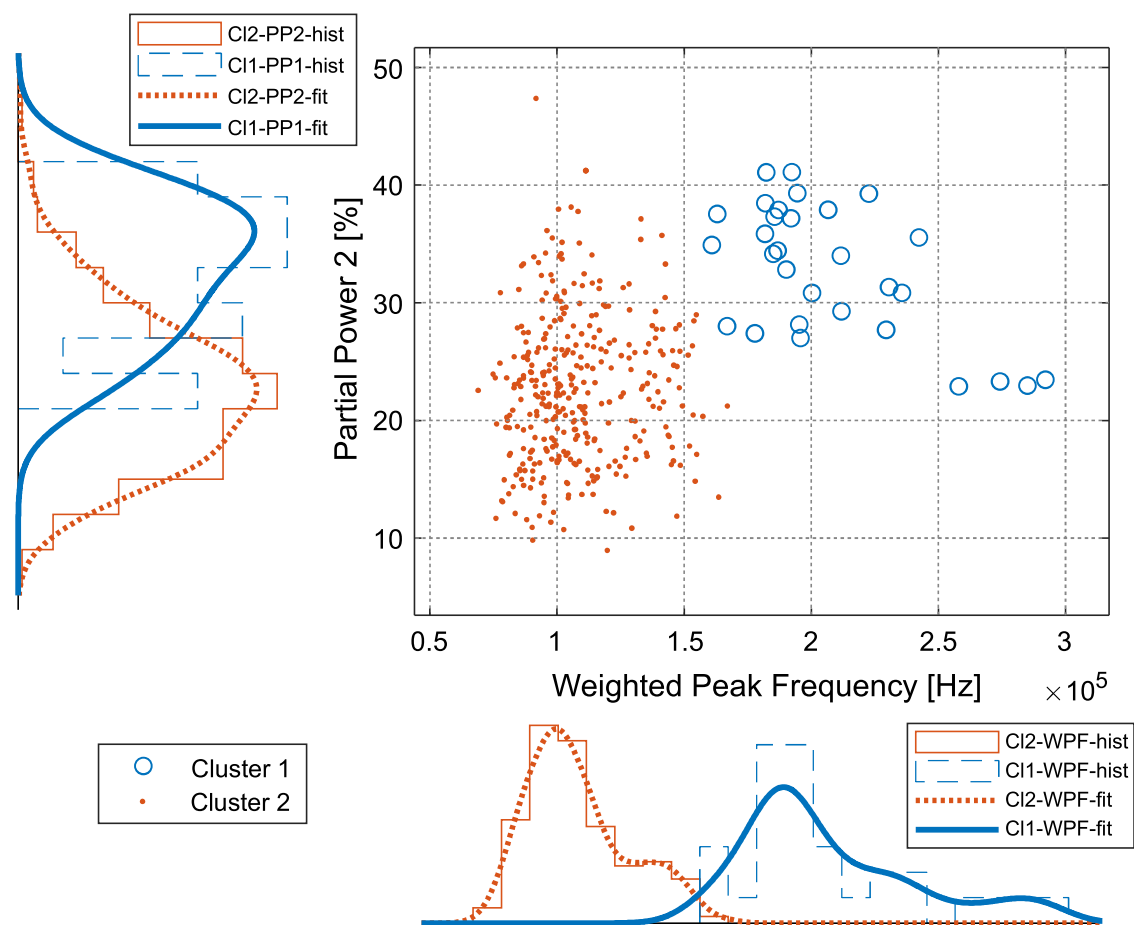 Cl2-PP2-hist
Cl1-PP1-hist
Cl2-PP2-fit
Cl1-PP1-fit
50
40
30
20
10
Partial Power 2 [%]
0.5 1 1.5 2 2.5 3
Weighted Peak Frequency [Hz] ×10⁵
Cluster 1
Cluster 2
Cl2-WPF-hist
Cl1-WPF-hist
Cl2-WPF-fit
Cl1-WPF-fit